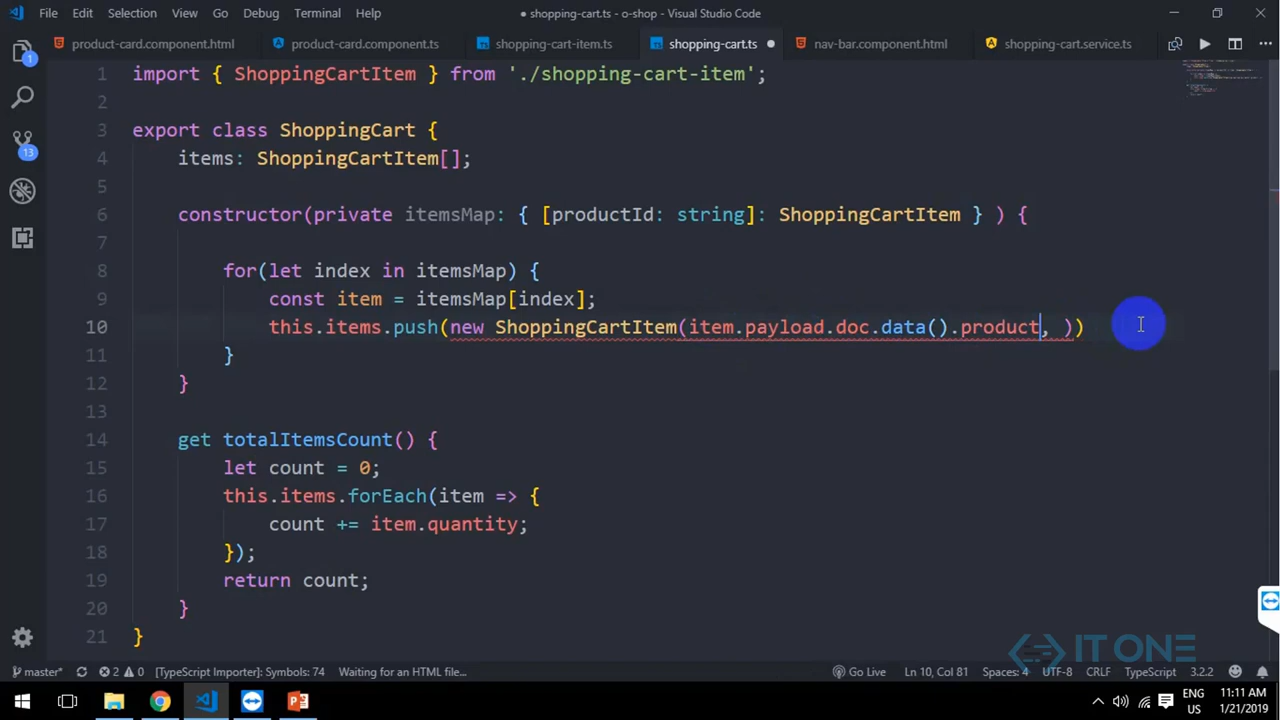 File Edit Selection View Go Debug Terminal Help ● shopping-cart.ts - o-shop - Visual Studio Code
product-card.component.html product-card.component.ts shopping-cart-item.ts shopping-cart.ts nav-bar.component.html shopping-cart.service.ts
1 import { ShoppingCartItem } from './shopping-cart-item';
2
3 export class ShoppingCart {
4 items: ShoppingCartItem[];
5
6 constructor(private itemsMap: { [productId: string]: ShoppingCartItem } ) {
7
8 for(let index in itemsMap) {
9 const item = itemsMap[index];
10 this.items.push(new ShoppingCartItem(item.payload.doc.data().product, ))
11 }
12 }
13
14 get totalItemsCount() {
15 let count = 0;
16 this.items.forEach(item => {
17 count += item.quantity;
18 });
19 return count;
20 }
21 }
1
13
IT ONE
master* 2 0 [TypeScript Importer]: Symbols: 74 Waiting for an HTML file... Go Live Ln 10, Col 81 Spaces: 4 UTF-8 CRLF TypeScript 3.2.2
ENG 11:11 AM
US 1/21/2019